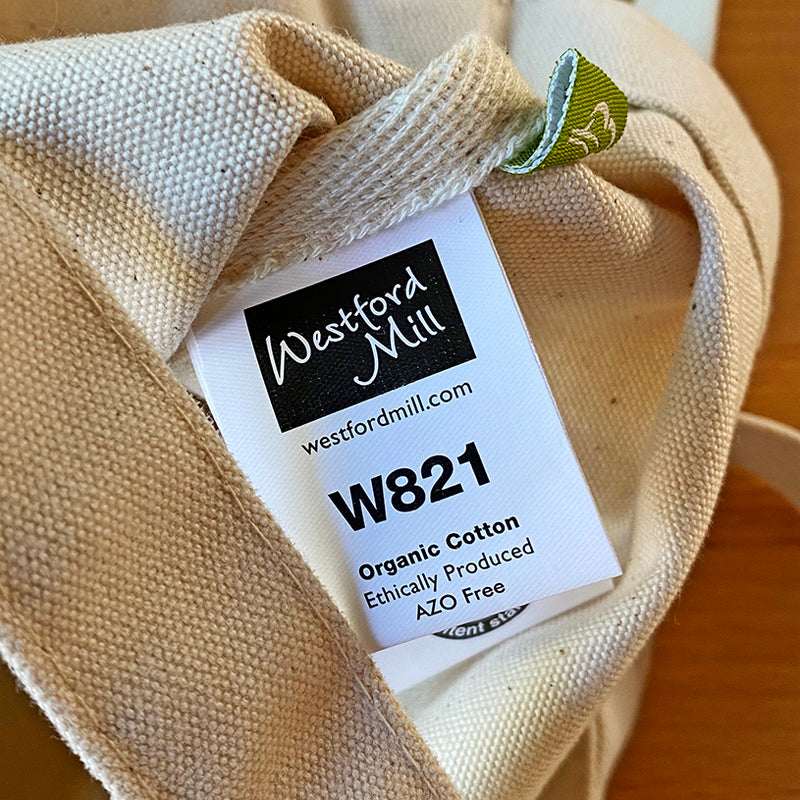 Westford
Mill
westfordmill.com
W821
Organic Cotton
Ethically Produced
AZO Free